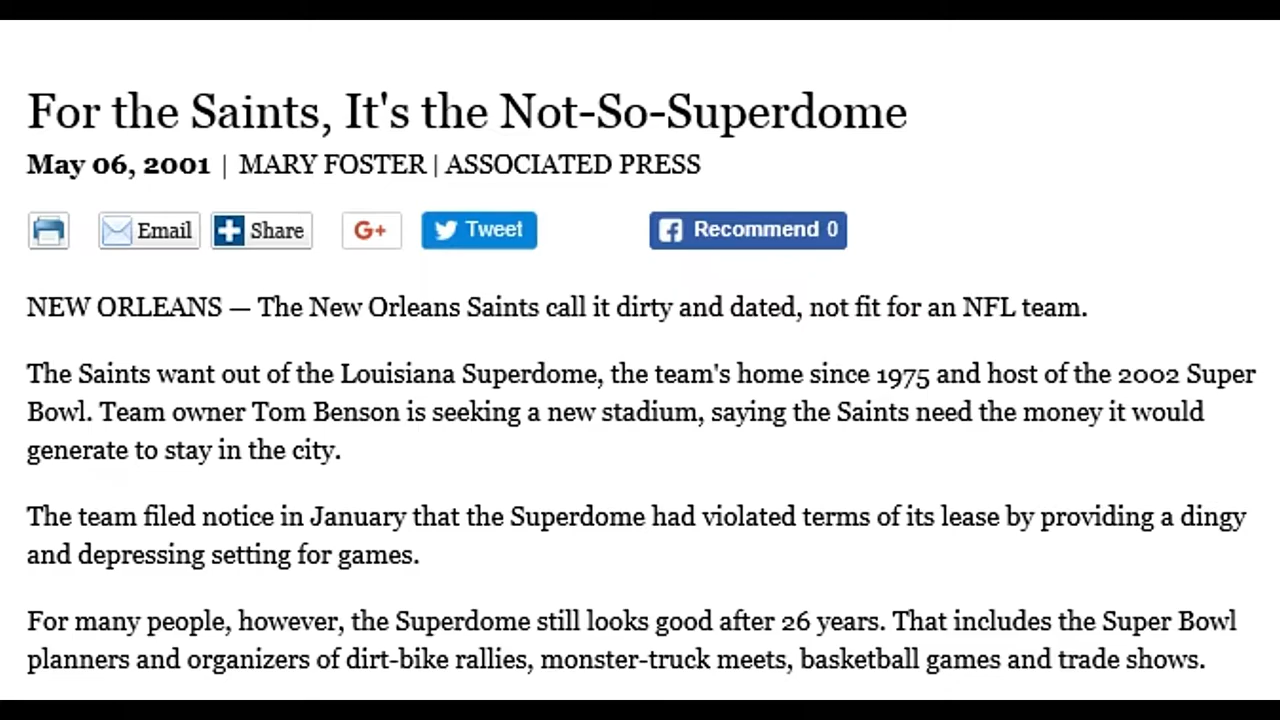 For the Saints, It's the Not-So-Superdome
May 06, 2001 | MARY FOSTER | ASSOCIATED PRESS
Email Share G+ Tweet Recommend 0
NEW ORLEANS — The New Orleans Saints call it dirty and dated, not fit for an NFL team.
The Saints want out of the Louisiana Superdome, the team's home since 1975 and host of the 2002 Super
Bowl. Team owner Tom Benson is seeking a new stadium, saying the Saints need the money it would
generate to stay in the city.
The team filed notice in January that the Superdome had violated terms of its lease by providing a dingy
and depressing setting for games.
For many people, however, the Superdome still looks good after 26 years. That includes the Super Bowl
planners and organizers of dirt-bike rallies, monster-truck meets, basketball games and trade shows.